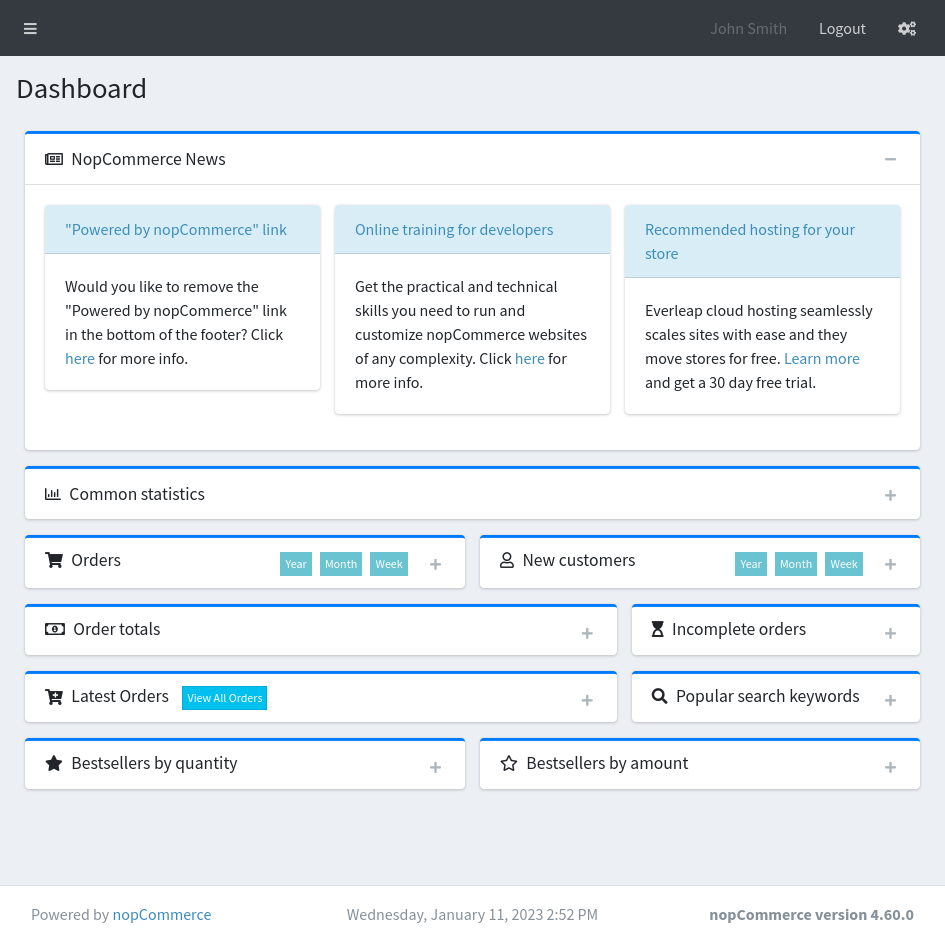 John Smith
Logout
Dashboard
NopCommerce News
"Powered by nopCommerce" link
Would you like to remove the
"Powered by nopCommerce" link
in the bottom of the footer? Click
here for more info.
Online training for developers
Get the practical and technical
skills you need to run and
customize nopCommerce websites
of any complexity. Click here for
more info.
Recommended hosting for your
store
Everleap cloud hosting seamlessly
scales sites with ease and they
move stores for free. Learn more
and get a 30 day free trial.
Common statistics
Orders
Year
Month
Week
New customers
Year
Month
Week
Order totals
Incomplete orders
Latest Orders
View All Orders
Popular search keywords
Bestsellers by quantity
Bestsellers by amount
Powered by nopCommerce
Wednesday, January 11, 2023 2:52 PM
nopCommerce version 4.60.0